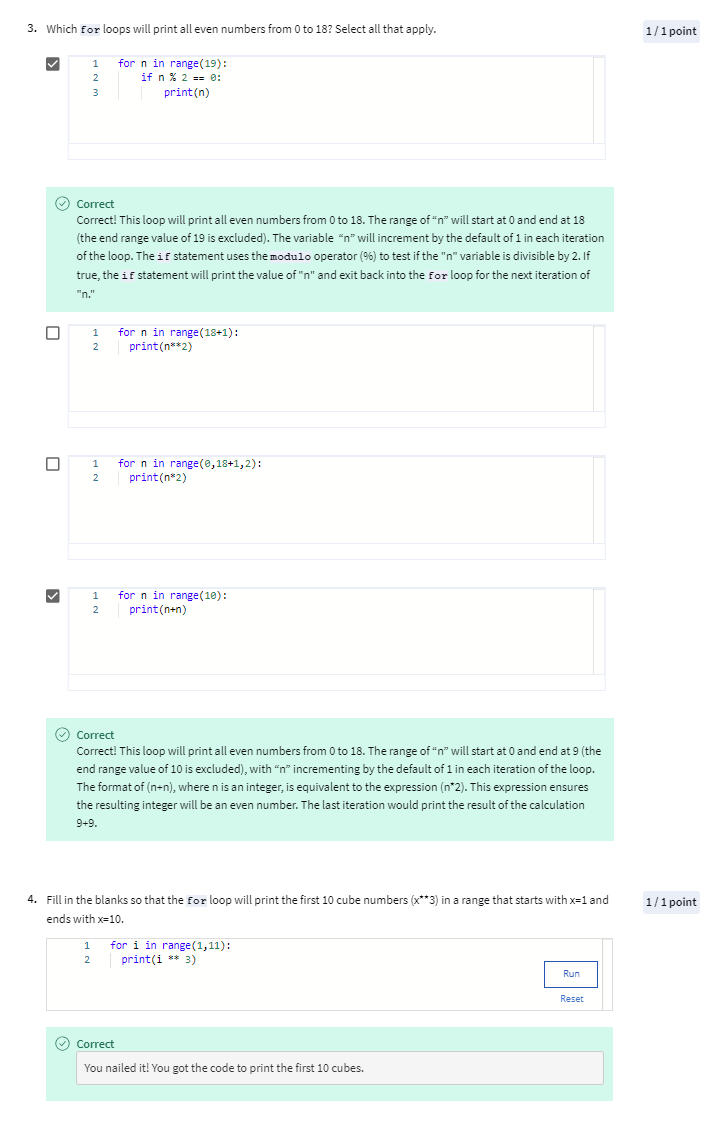 3. Which for loops will print all even numbers from 0 to 18? Select all that apply.
1 / 1 point
1 for n in range(19):
2 if n % 2 == 0:
3 print(n)
Correct
Correct! This loop will print all even numbers from 0 to 18. The range of “n” will start at 0 and end at 18
(the end range value of 19 is excluded). The variable “n” will increment by the default of 1 in each iteration
of the loop. The if statement uses the modulo operator (%) to test if the "n" variable is divisible by 2. If
true, the if statement will print the value of "n" and exit back into the for loop for the next iteration of
"n."
1 for n in range(18+1):
2 print(n**2)
1 for n in range(0,18+1,2):
2 print(n*2)
1 for n in range(10):
2 print(n+n)
Correct
Correct! This loop will print all even numbers from 0 to 18. The range of “n” will start at 0 and end at 9 (the
end range value of 10 is excluded), with “n” incrementing by the default of 1 in each iteration of the loop.
The format of (n+n), where n is an integer, is equivalent to the expression (n*2). This expression ensures
the resulting integer will be an even number. The last iteration would print the result of the calculation
9+9.
4. Fill in the blanks so that the for loop will print the first 10 cube numbers (x**3) in a range that starts with x=1 and
ends with x=10.
1 / 1 point
1 for i in range(1,11):
2 print(i ** 3)
Run
Reset
Correct
You nailed it! You got the code to print the first 10 cubes.